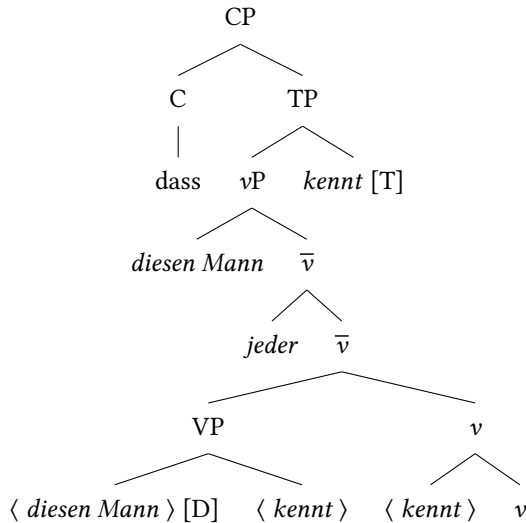 CP
C TP
dass vP kennt [T]
diesen Mann v̅
jeder v̅
VP v
⟨ diesen Mann ⟩ [D] ⟨ kennt ⟩ ⟨ kennt ⟩ v